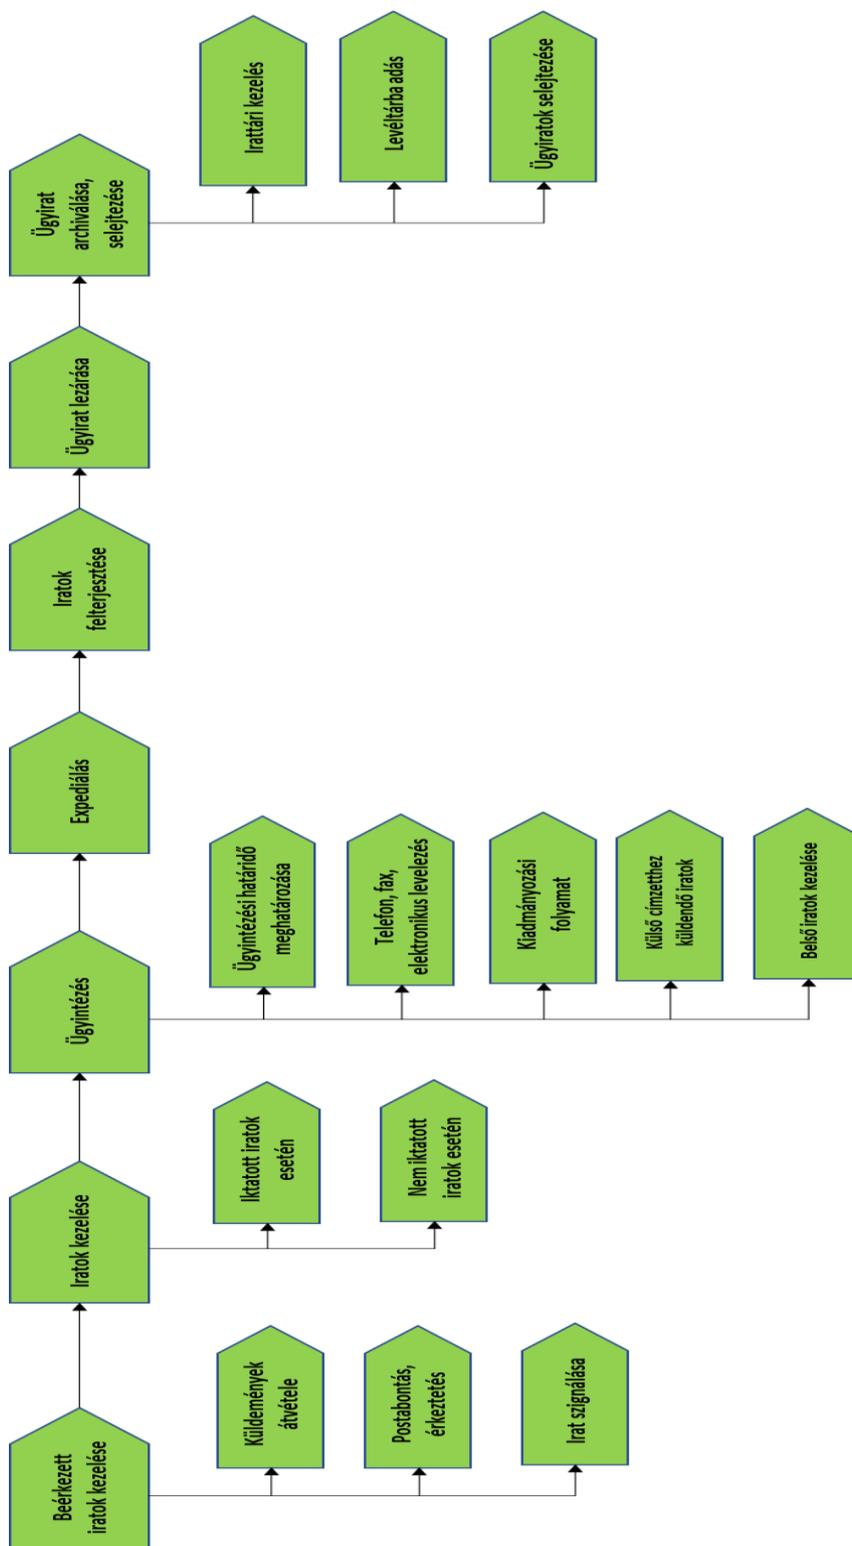 Beérkezett
iratok kezelése
Küldemények
átvétele
Postabontás,
érkeztetés
Irat szignálása
Iratok kezelése
Iktatott iratok
esetén
Nem iktatott
iratok esetén
Ügyintézés
Ügyintézési határidő
meghatározása
Telefon, fax,
elektronikus levelezés
Kiadmányozási
folyamat
Külső címzetthez
küldendő iratok
Belső iratok kezelése
Expediálás
Iratok
felterjesztése
Ügyirat lezárása
Ügyirat
archiválása,
selejtezése
Irattári kezelés
Levéltárba adás
Ügyiratok selejtezése